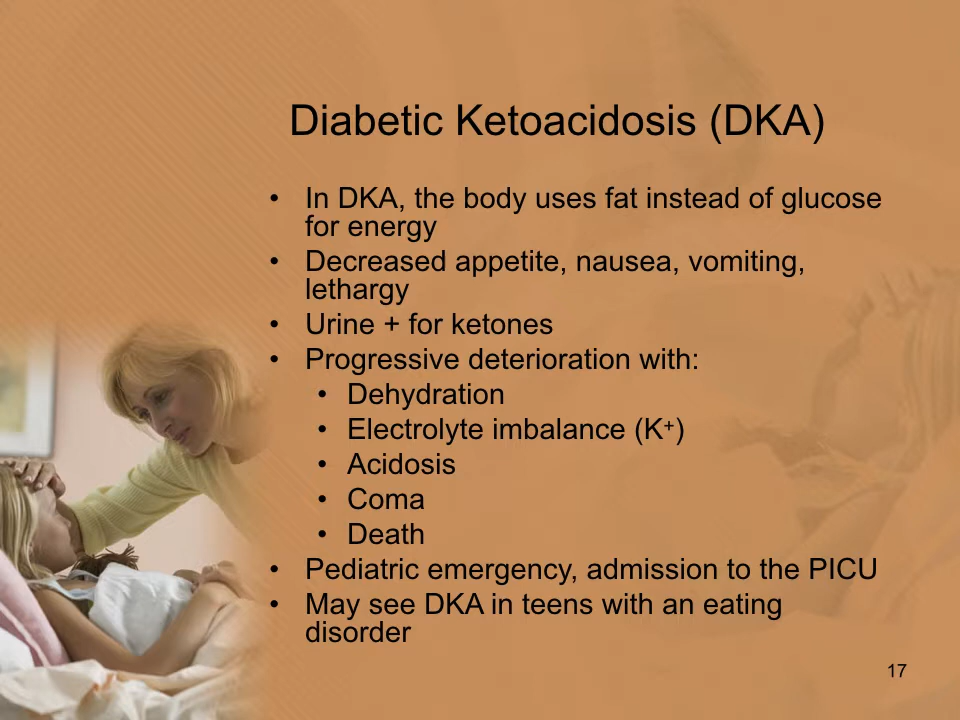 Diabetic Ketoacidosis (DKA)
• In DKA, the body uses fat instead of glucose
for energy
• Decreased appetite, nausea, vomiting,
lethargy
• Urine + for ketones
• Progressive deterioration with:
• Dehydration
• Electrolyte imbalance (K⁺)
• Acidosis
• Coma
• Death
• Pediatric emergency, admission to the PICU
• May see DKA in teens with an eating
disorder
17